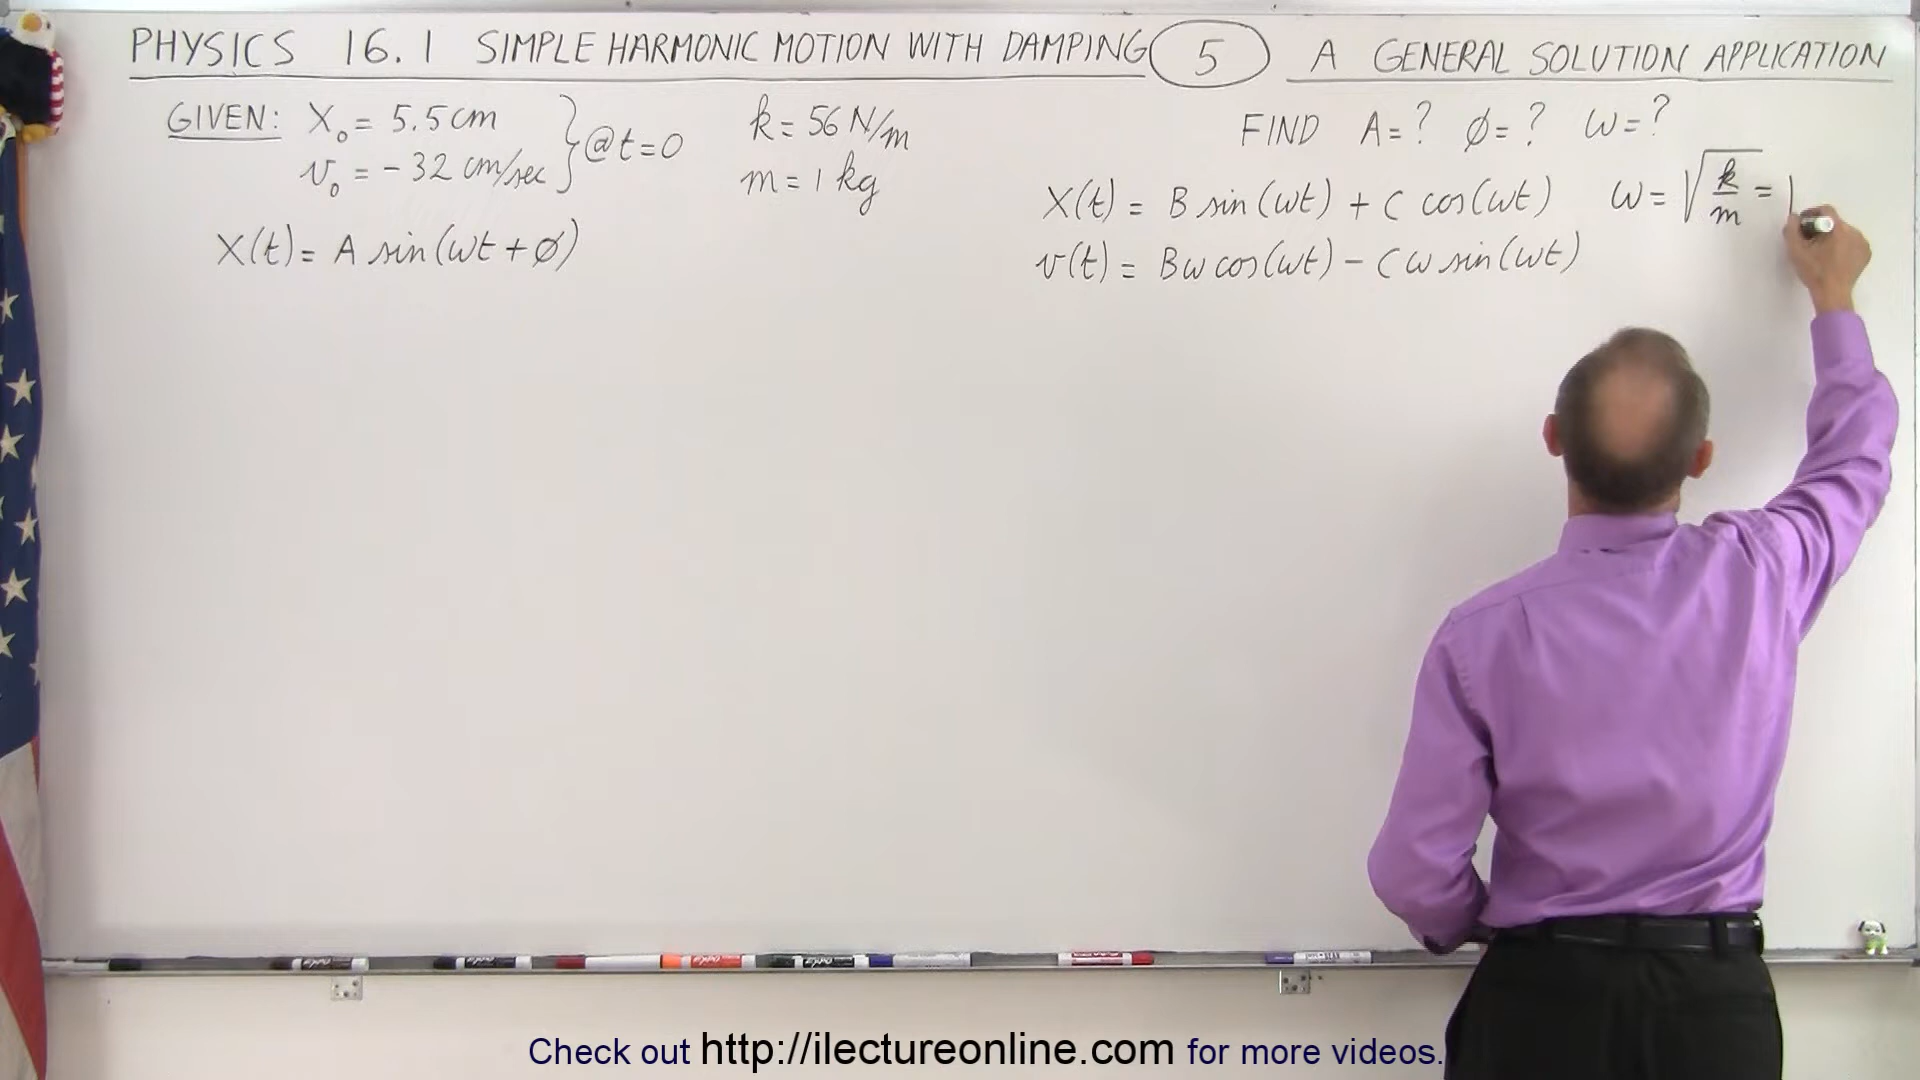 PHYSICS 16.1 SIMPLE HARMONIC MOTION WITH DAMPING 5 A GENERAL SOLUTION APPLICATION
GIVEN: X₀ = 5.5 cm
v₀ = - 32 cm/sec
} @ t = 0
k = 56 N/m
m = 1 kg
X(t) = A sin(ωt + ϕ)
FIND A = ? ϕ = ? ω = ?
X(t) = B sin(ωt) + C cos(ωt)
v(t) = Bω cos(ωt) - Cω sin(ωt)
ω = √(k/m) =
Check out http://ilectureonline.com for more videos.